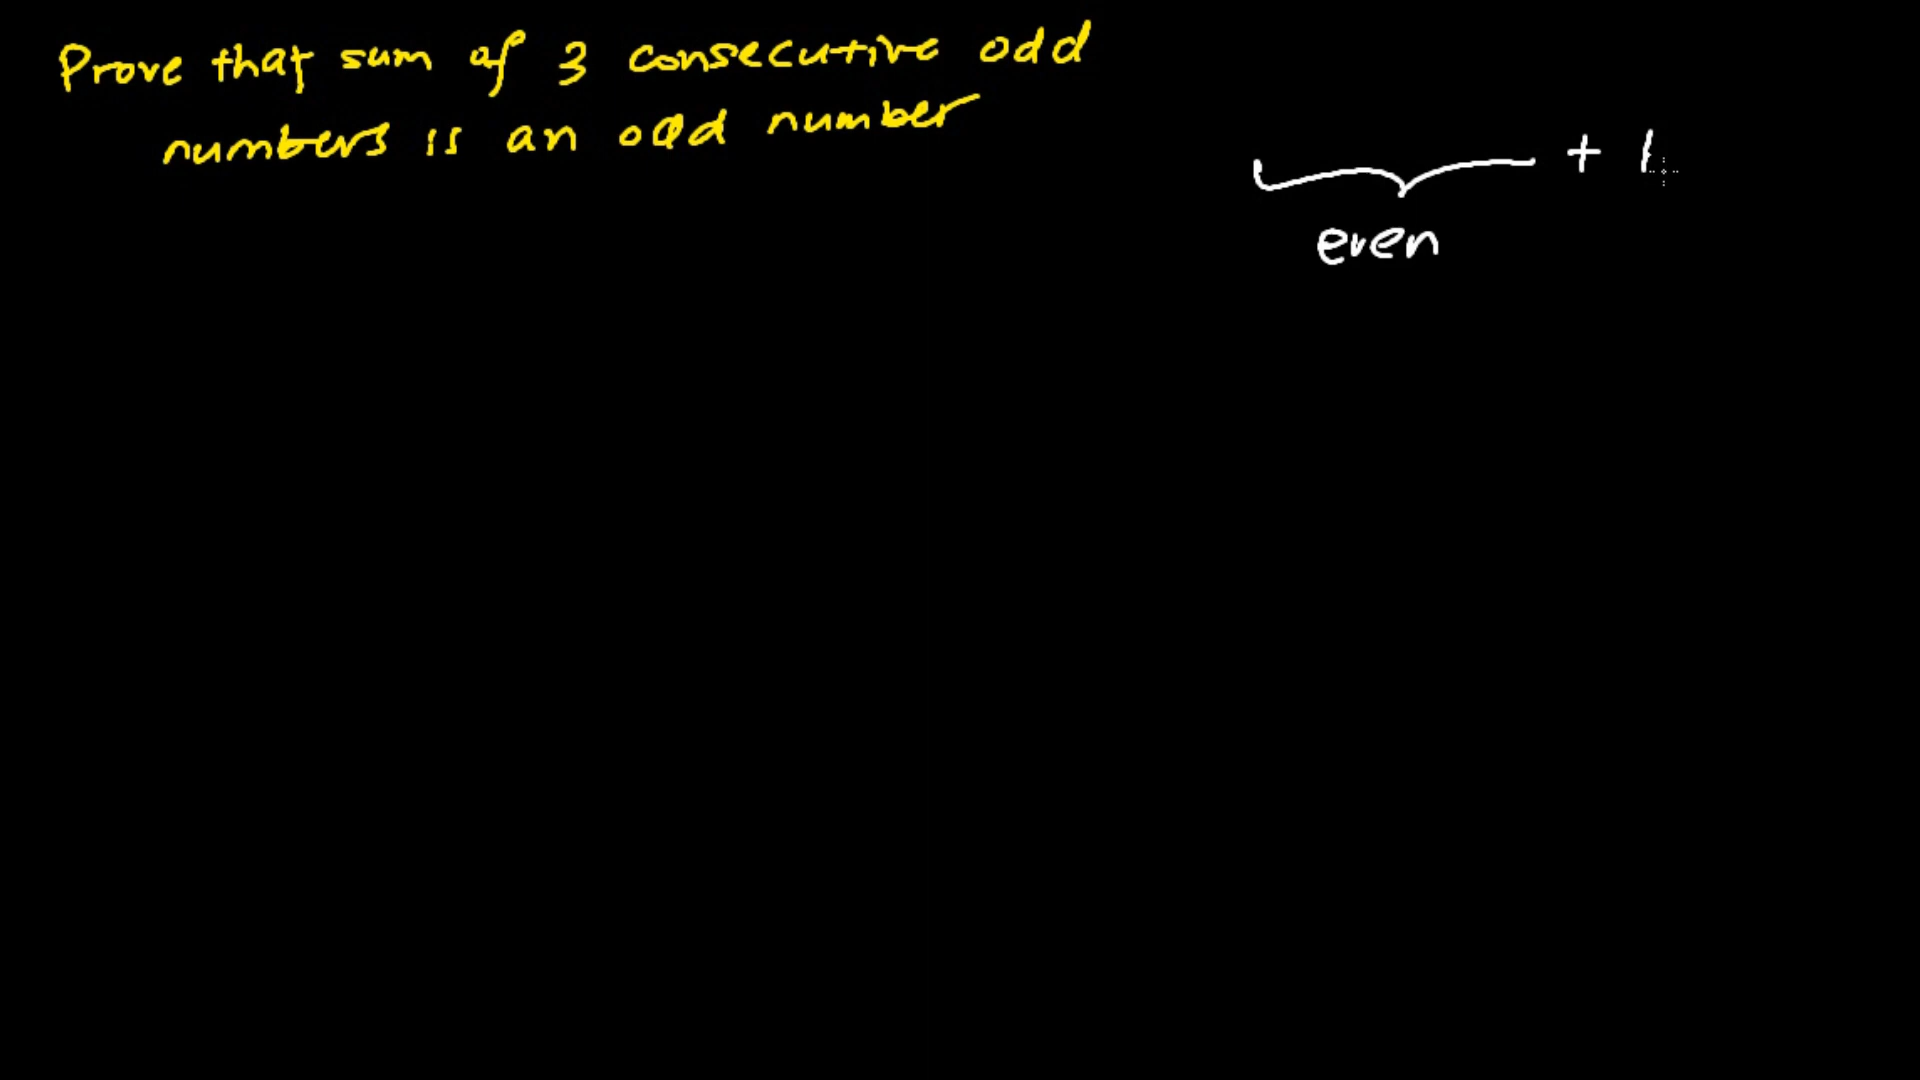 Prove that sum of 3 consecutive odd
numbers is an odd number
+ 1
even